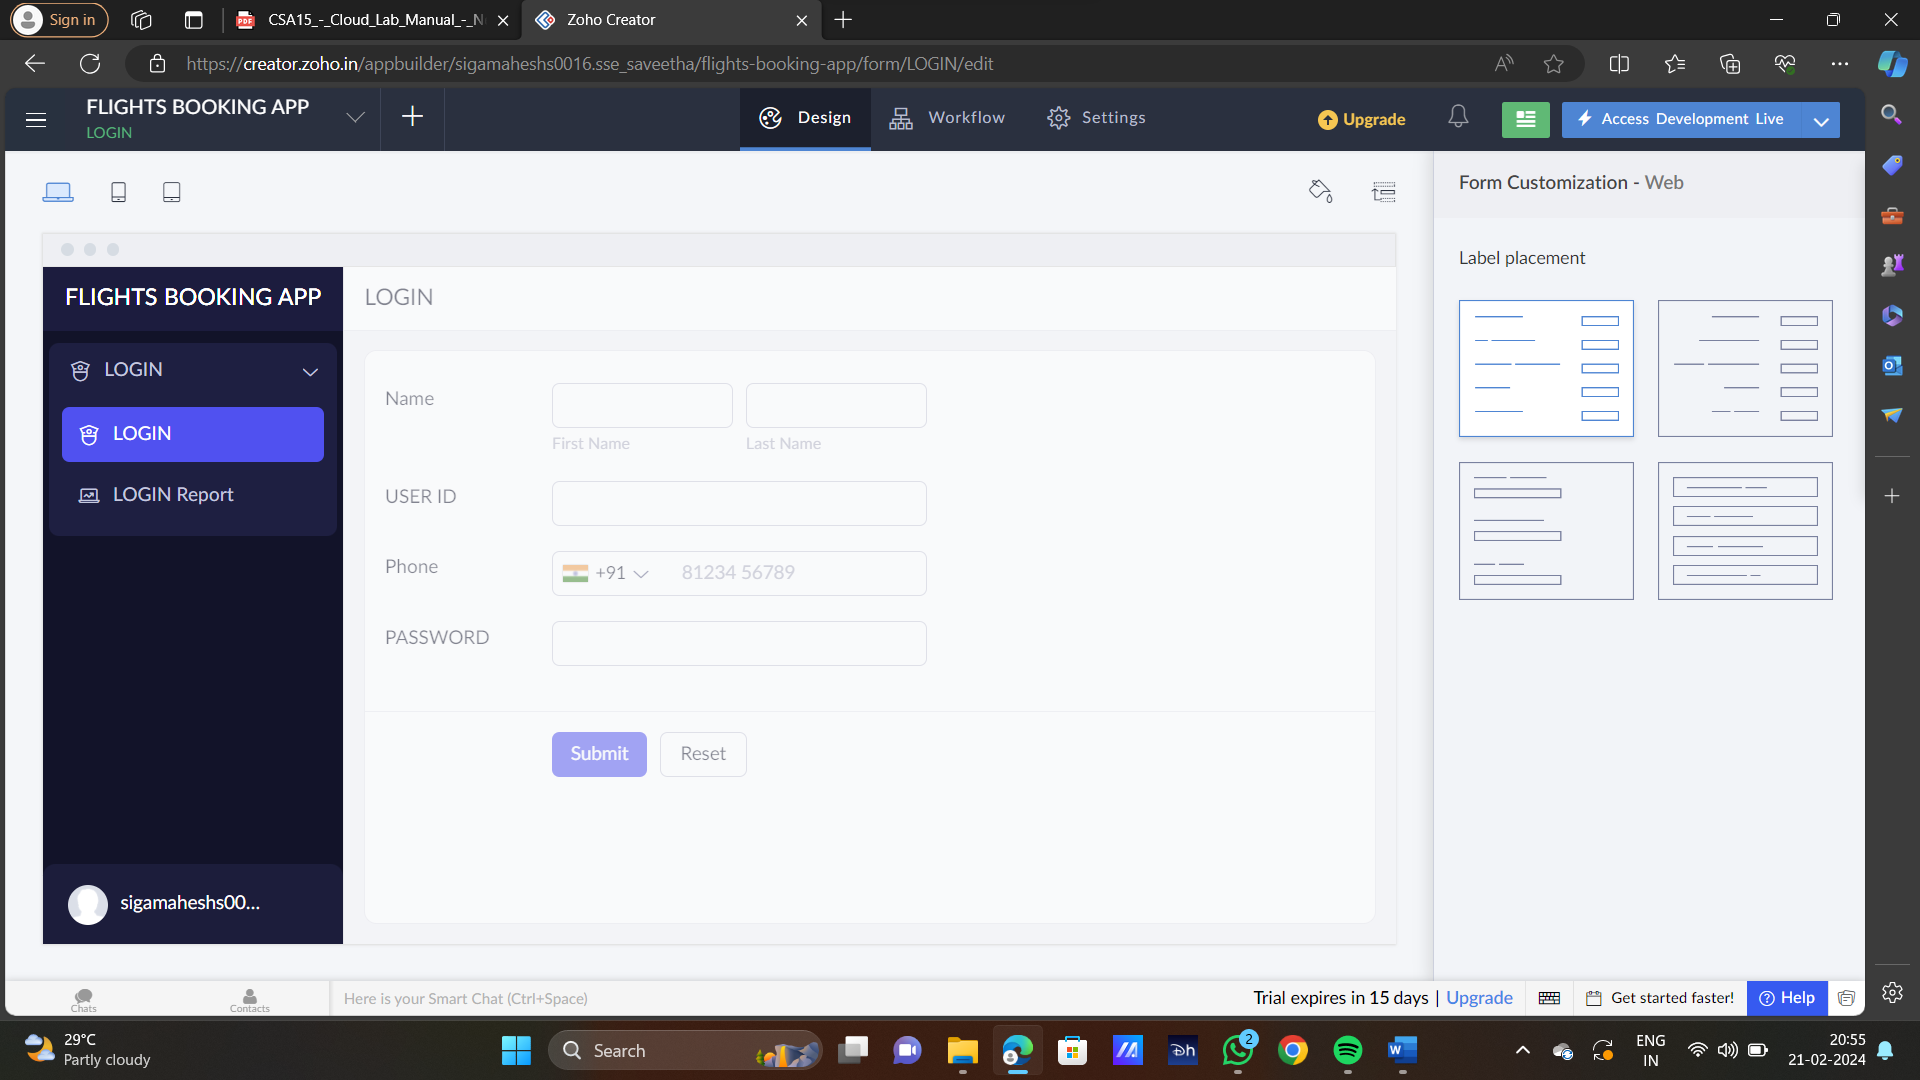 Sign in
CSA15_-_Cloud_Lab_Manual_-_N
Zoho Creator
https://creator.zoho.in/appbuilder/sigamaheshs0016.sse_saveetha/flights-booking-app/form/LOGIN/edit
FLIGHTS BOOKING APP
LOGIN
Design
Workflow
Settings
Upgrade
Access Development Live
Form Customization - Web
Label placement
FLIGHTS BOOKING APP
LOGIN
LOGIN
LOGIN
LOGIN Report
sigamaheshs00...
Name
First Name
Last Name
USER ID
Phone
+91
81234 56789
PASSWORD
Submit
Reset
Chats
Contacts
Here is your Smart Chat (Ctrl+Space)
Trial expires in 15 days | Upgrade
Get started faster!
Help
29°C
Partly cloudy
Search
2
ENG
IN
20:55
21-02-2024